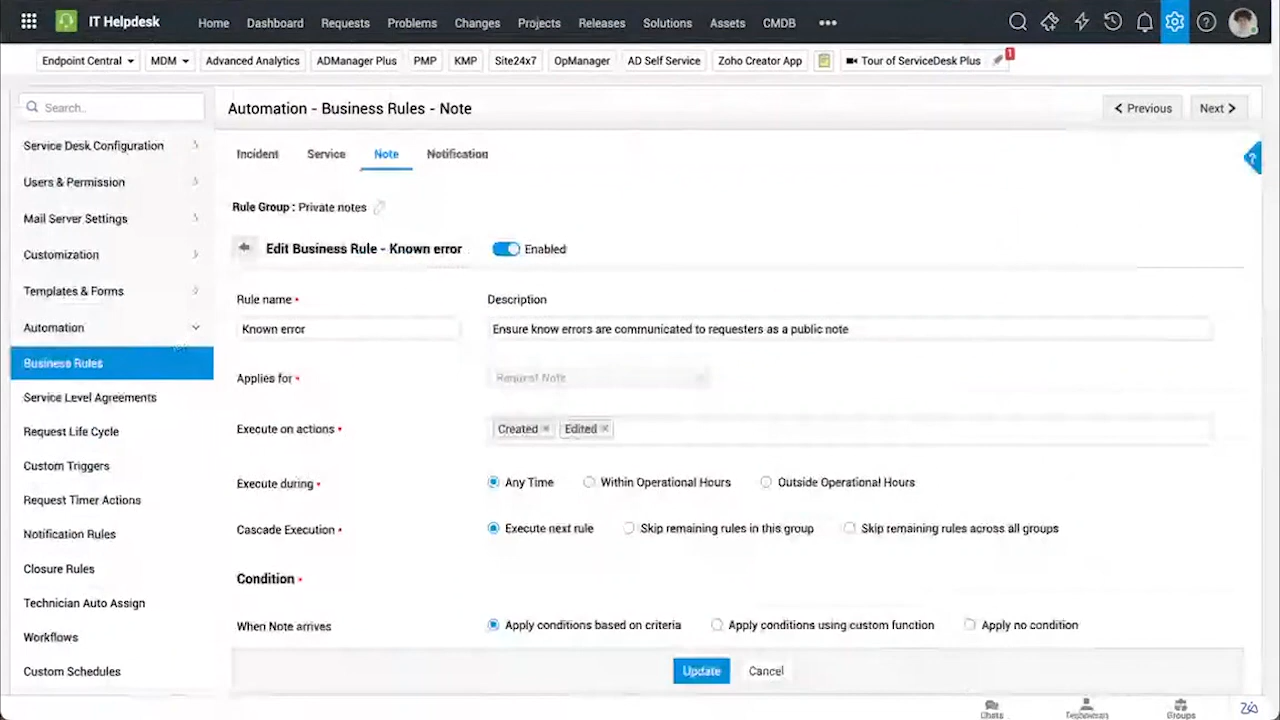 IT Helpdesk Home Dashboard Requests Problems Changes Projects Releases Solutions Assets CMDB •••
Endpoint Central MDM Advanced Analytics ADManager Plus PMP KMP Site24x7 OpManager AD Self Service Zoho Creator App Tour of ServiceDesk Plus 1
Search..
Automation - Business Rules - Note
Previous Next
Service Desk Configuration
Users & Permission
Mail Server Settings
Customization
Templates & Forms
Automation
Business Rules
Service Level Agreements
Request Life Cycle
Custom Triggers
Request Timer Actions
Notification Rules
Closure Rules
Technician Auto Assign
Workflows
Custom Schedules
Incident Service Note Notification
?
Rule Group : Private notes
Edit Business Rule - Known error Enabled
Rule name Description
Known error Ensure know errors are communicated to requesters as a public note
Applies for Request Note
Execute on actions Created Edited
Execute during Any Time Within Operational Hours Outside Operational Hours
Cascade Execution Execute next rule Skip remaining rules in this group Skip remaining rules across all groups
Condition
When Note arrives Apply conditions based on criteria Apply conditions using custom function Apply no condition
Update Cancel
Chats Technician Groups